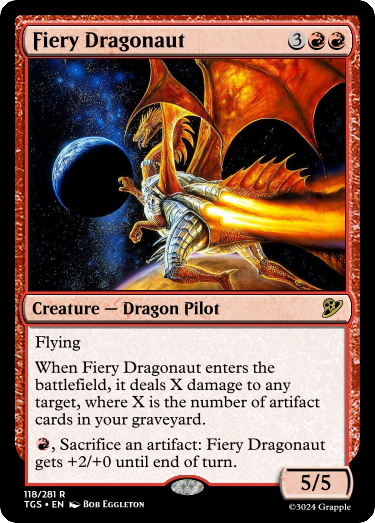 Fiery Dragonaut 3
Creature — Dragon Pilot
Flying
When Fiery Dragonaut enters the
battlefield, it deals X damage to any
target, where X is the number of artifact
cards in your graveyard.
, Sacrifice an artifact: Fiery Dragonaut
gets +2/+0 until end of turn.
5/5
118/281 R
TGS • EN Bob Eggleton
©3024 Grapple